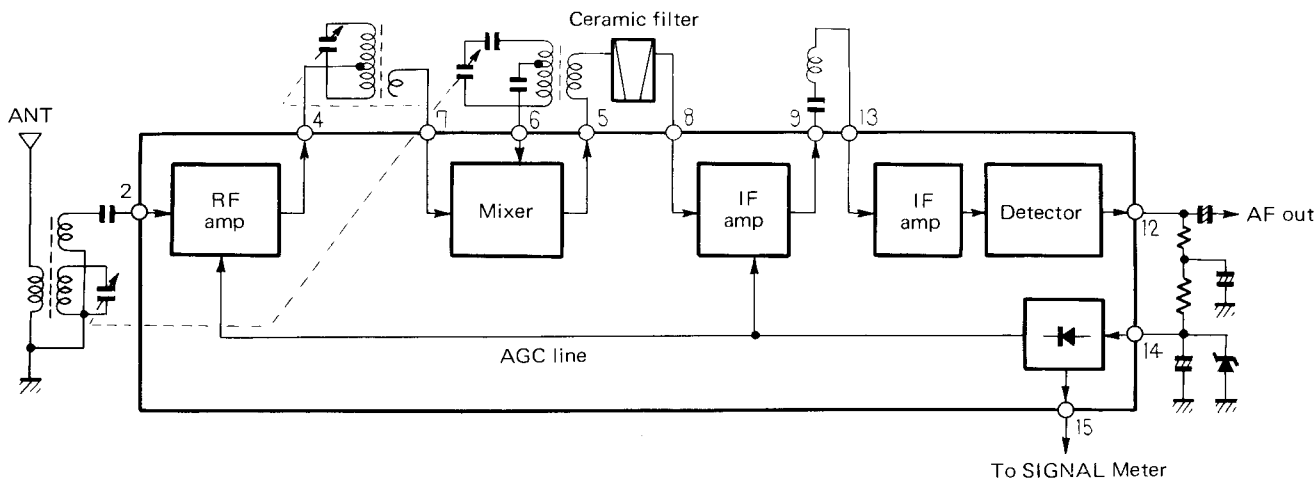 Ceramic filter
ANT
4
7
6
5
8
9
13
2
RF
amp
Mixer
IF
amp
IF
amp
Detector
12
AF out
AGC line
14
15
To SIGNAL Meter